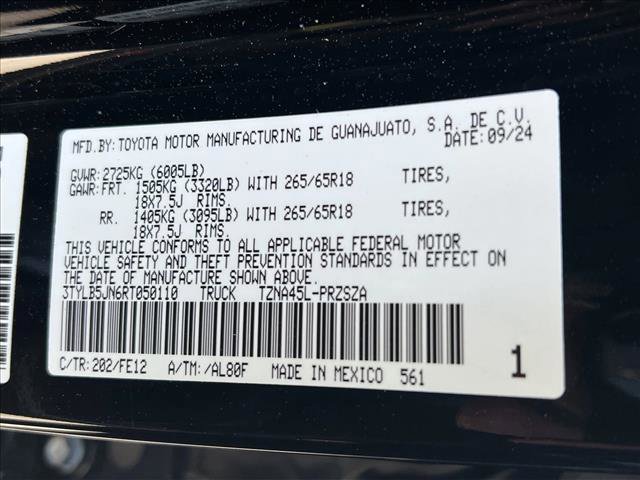 MFD.BY: TOYOTA MOTOR MANUFACTURING DE GUANAJUATO, S.A. DE C.V.
DATE: 09/24
GVWR: 2725KG (6005LB)
GAWR: FRT. 1505KG (3320LB) WITH 265/65R18 TIRES,
18X7.5J RIMS.
RR. 1405KG (3095LB) WITH 265/65R18 TIRES,
18X7.5J RIMS.
THIS VEHICLE CONFORMS TO ALL APPLICABLE FEDERAL MOTOR
VEHICLE SAFETY AND THEFT PREVENTION STANDARDS IN EFFECT ON
THE DATE OF MANUFACTURE SHOWN ABOVE.
3TYLB5JN6RT050110 TRUCK TZNA45L-PRZSZA
C/TR: 202/FE12 A/TM: /AL80F MADE IN MEXICO 561 1